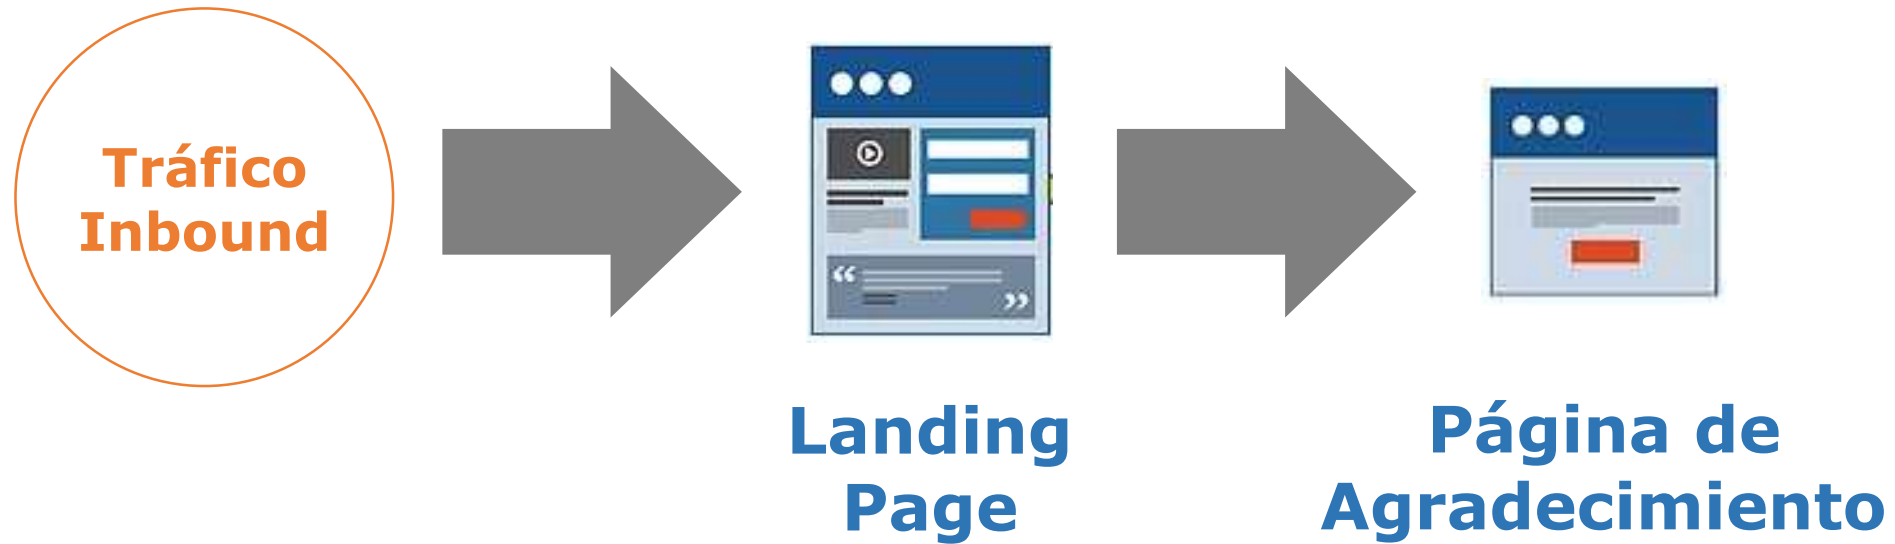 Tráfico
Inbound
Landing
Page
Página de
Agradecimiento